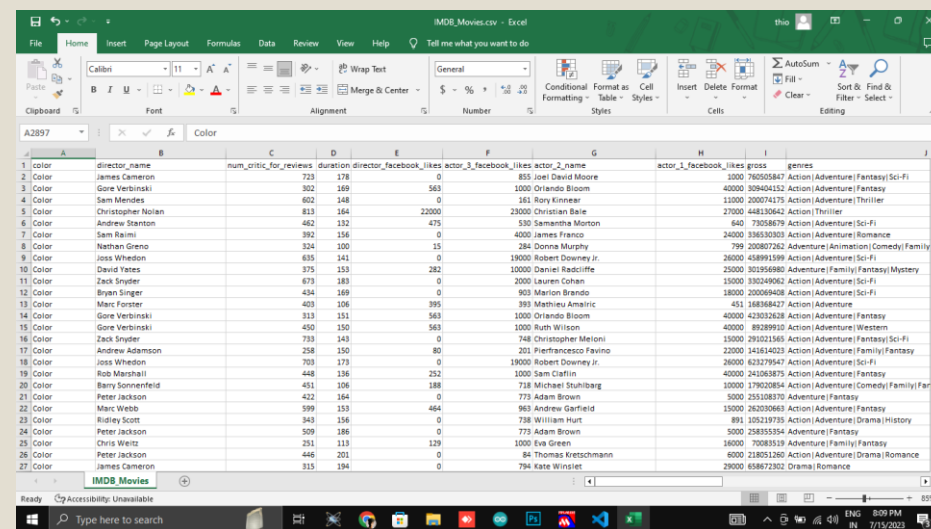 IMDB_Movies.csv - Excel
thio
File Home Insert Page Layout Formulas Data Review View Help Tell me what you want to do
Calibri 11
Wrap Text
General
AutoSum
Fill
Paste
B I U
Merge & Center
$ % ,
Conditional Formatting Format as Table Cell Styles
Insert Delete Format
Clear
Sort & Filter Find & Select
Clipboard Font Alignment Number Styles Cells Editing
A2897 fx Color
A B C D E F G H I J
1 color director_name num_critic_for_reviews duration director_facebook_likes actor_3_facebook_likes actor_2_name actor_1_facebook_likes gross genres
2 Color James Cameron 723 178 0 855 Joel David Moore 1000 760505847 Action|Adventure|Fantasy|Sci-Fi
3 Color Gore Verbinski 302 169 563 1000 Orlando Bloom 40000 309404152 Action|Adventure|Fantasy
4 Color Sam Mendes 602 148 0 161 Rory Kinnear 11000 200074175 Action|Adventure|Thriller
5 Color Christopher Nolan 813 164 22000 23000 Christian Bale 27000 448130642 Action|Thriller
6 Color Andrew Stanton 462 132 475 530 Samantha Morton 640 73058679 Action|Adventure|Sci-Fi
7 Color Sam Raimi 392 156 0 4000 James Franco 24000 336530303 Action|Adventure|Romance
8 Color Nathan Greno 324 100 15 284 Donna Murphy 799 200807262 Adventure|Animation|Comedy|Family
9 Color Joss Whedon 635 141 0 19000 Robert Downey Jr. 26000 458991599 Action|Adventure|Sci-Fi
10 Color David Yates 375 153 282 10000 Daniel Radcliffe 25000 301956980 Adventure|Family|Fantasy|Mystery
11 Color Zack Snyder 673 183 0 2000 Lauren Cohan 15000 330249062 Action|Adventure|Sci-Fi
12 Color Bryan Singer 434 169 0 903 Marlon Brando 18000 200069408 Action|Adventure|Sci-Fi
13 Color Marc Forster 403 106 395 393 Mathieu Amalric 451 168368427 Action|Adventure
14 Color Gore Verbinski 313 151 563 1000 Orlando Bloom 40000 423032628 Action|Adventure|Fantasy
15 Color Gore Verbinski 450 150 563 1000 Ruth Wilson 40000 89289910 Action|Adventure|Western
16 Color Zack Snyder 733 143 0 748 Christopher Meloni 15000 291021565 Action|Adventure|Fantasy|Sci-Fi
17 Color Andrew Adamson 258 150 80 201 Pierfrancesco Favino 22000 141614023 Action|Adventure|Family|Fantasy
18 Color Joss Whedon 703 173 0 19000 Robert Downey Jr. 26000 623279547 Action|Adventure|Sci-Fi
19 Color Rob Marshall 448 136 252 1000 Sam Claflin 40000 241063875 Action|Adventure|Fantasy
20 Color Barry Sonnenfeld 451 106 188 718 Michael Stuhlbarg 10000 179020854 Action|Adventure|Comedy|Family|Fan
21 Color Peter Jackson 422 164 0 773 Adam Brown 5000 255108370 Adventure|Fantasy
22 Color Marc Webb 599 153 464 963 Andrew Garfield 15000 262030663 Action|Adventure|Fantasy
23 Color Ridley Scott 343 156 0 738 William Hurt 891 105219735 Action|Adventure|Drama|History
24 Color Peter Jackson 509 186 0 773 Adam Brown 5000 258355354 Adventure|Fantasy
25 Color Chris Weitz 251 113 129 1000 Eva Green 16000 70083519 Adventure|Family|Fantasy
26 Color Peter Jackson 446 201 0 84 Thomas Kretschmann 6000 218051260 Action|Adventure|Drama|Romance
27 Color James Cameron 315 194 0 794 Kate Winslet 29000 658672302 Drama|Romance
IMDB_Movies
Ready Accessibility: Unavailable 85%
Type here to search
Ps
ENG 8:09 PM
IN 7/15/2023